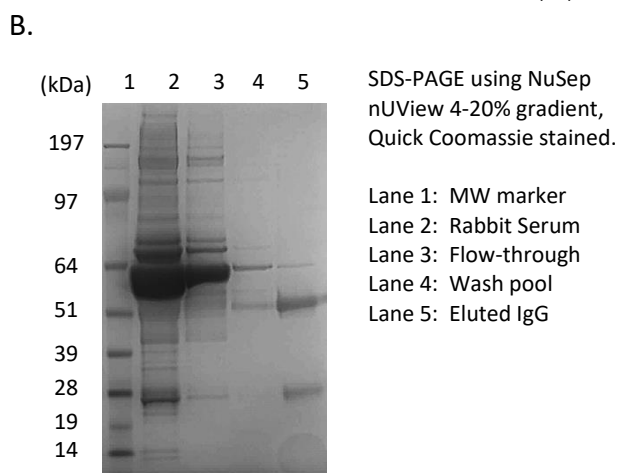 B.
(kDa) 1 2 3 4 5
197
97
64
51
39
28
19
14
SDS-PAGE using NuSep
nUView 4-20% gradient,
Quick Coomassie stained.
Lane 1: MW marker
Lane 2: Rabbit Serum
Lane 3: Flow-through
Lane 4: Wash pool
Lane 5: Eluted IgG